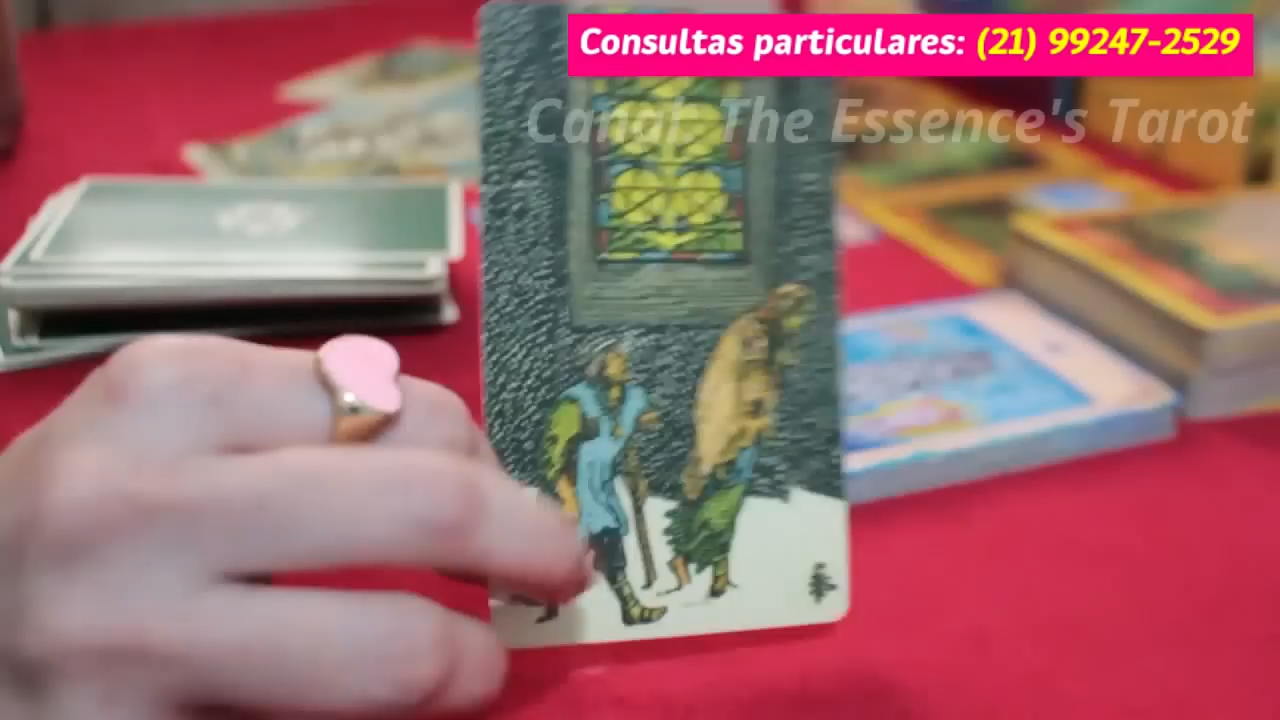 Consultas particulares: (21) 99247-2529
Canal: The Essence's Tarot